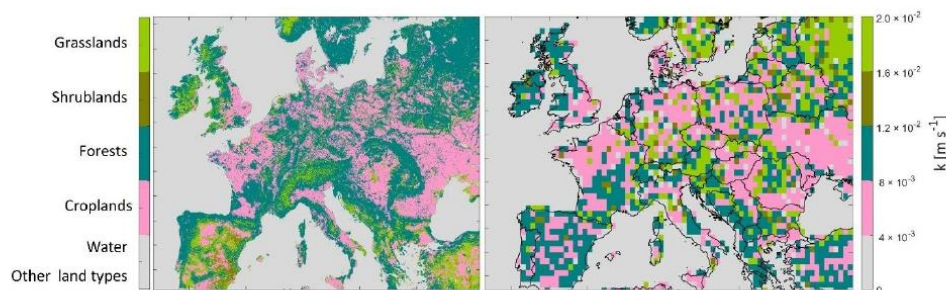 Grasslands
Shrublands
Forests
Croplands
Water
Other land types
2.0 × 10⁻²
1.6 × 10⁻²
1.2 × 10⁻²
8 × 10⁻³
4 × 10⁻³
0
k [m s⁻¹]